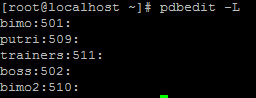 [root@localhost ~]# pdbedit -L
bimo:501:
putri:509:
trainers:511:
boss:502:
bimo2:510: